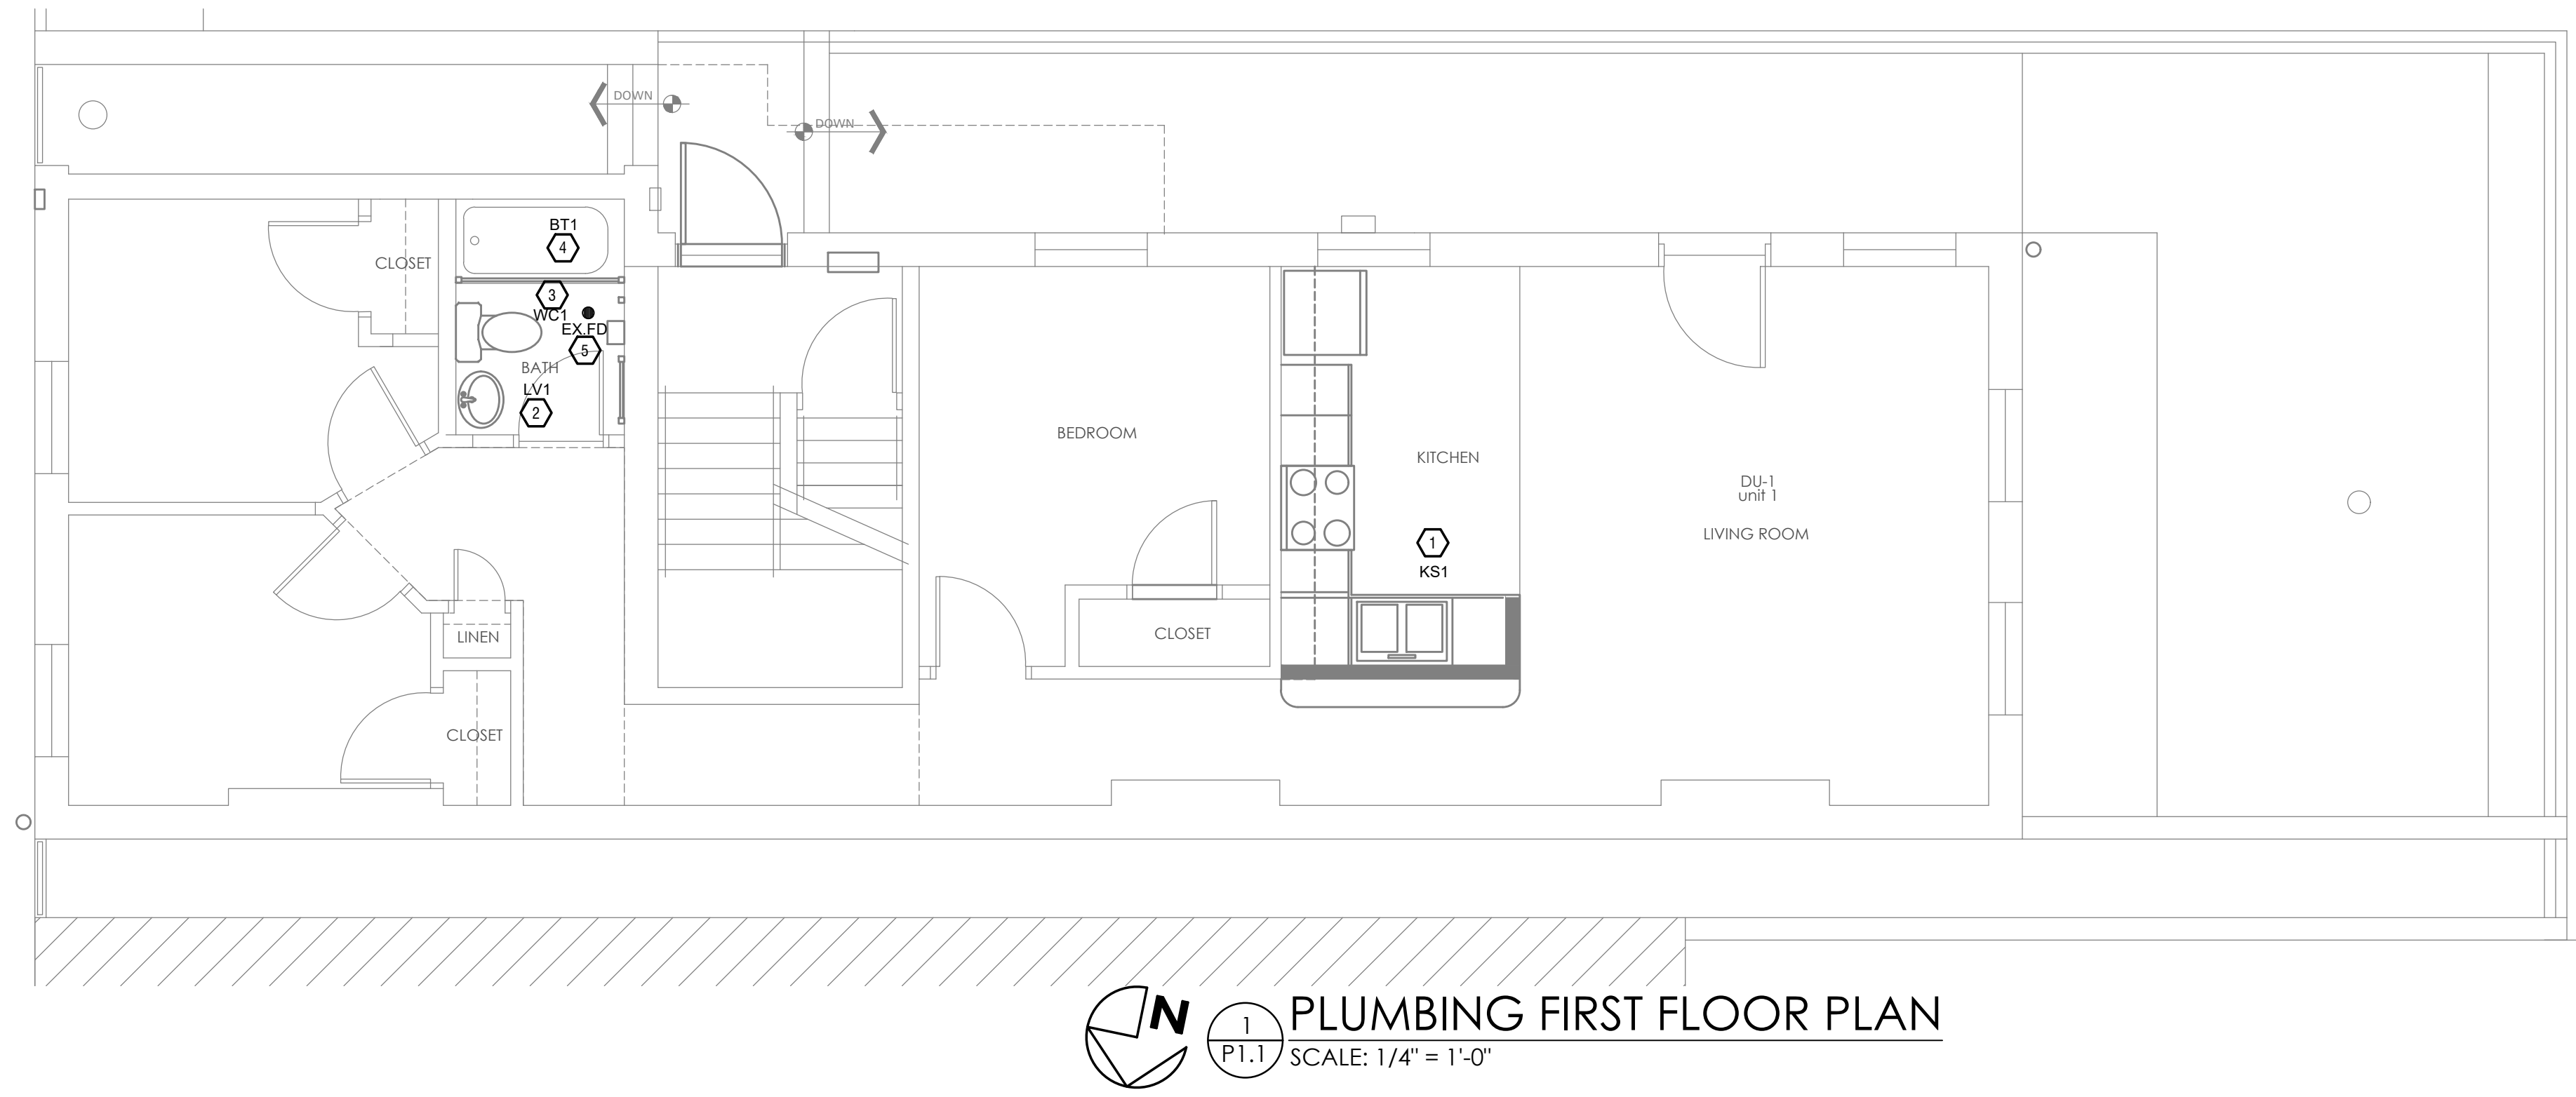 DOWN
DOWN
BT1
4
CLOSET
3
WC1
EX.FD
5
BATH
LV1
2
BEDROOM
KITCHEN
DU-1
unit 1
LIVING ROOM
1
KS1
LINEN
CLOSET
CLOSET
N
1
P1.1
PLUMBING FIRST FLOOR PLAN
SCALE: 1/4" = 1'-0"